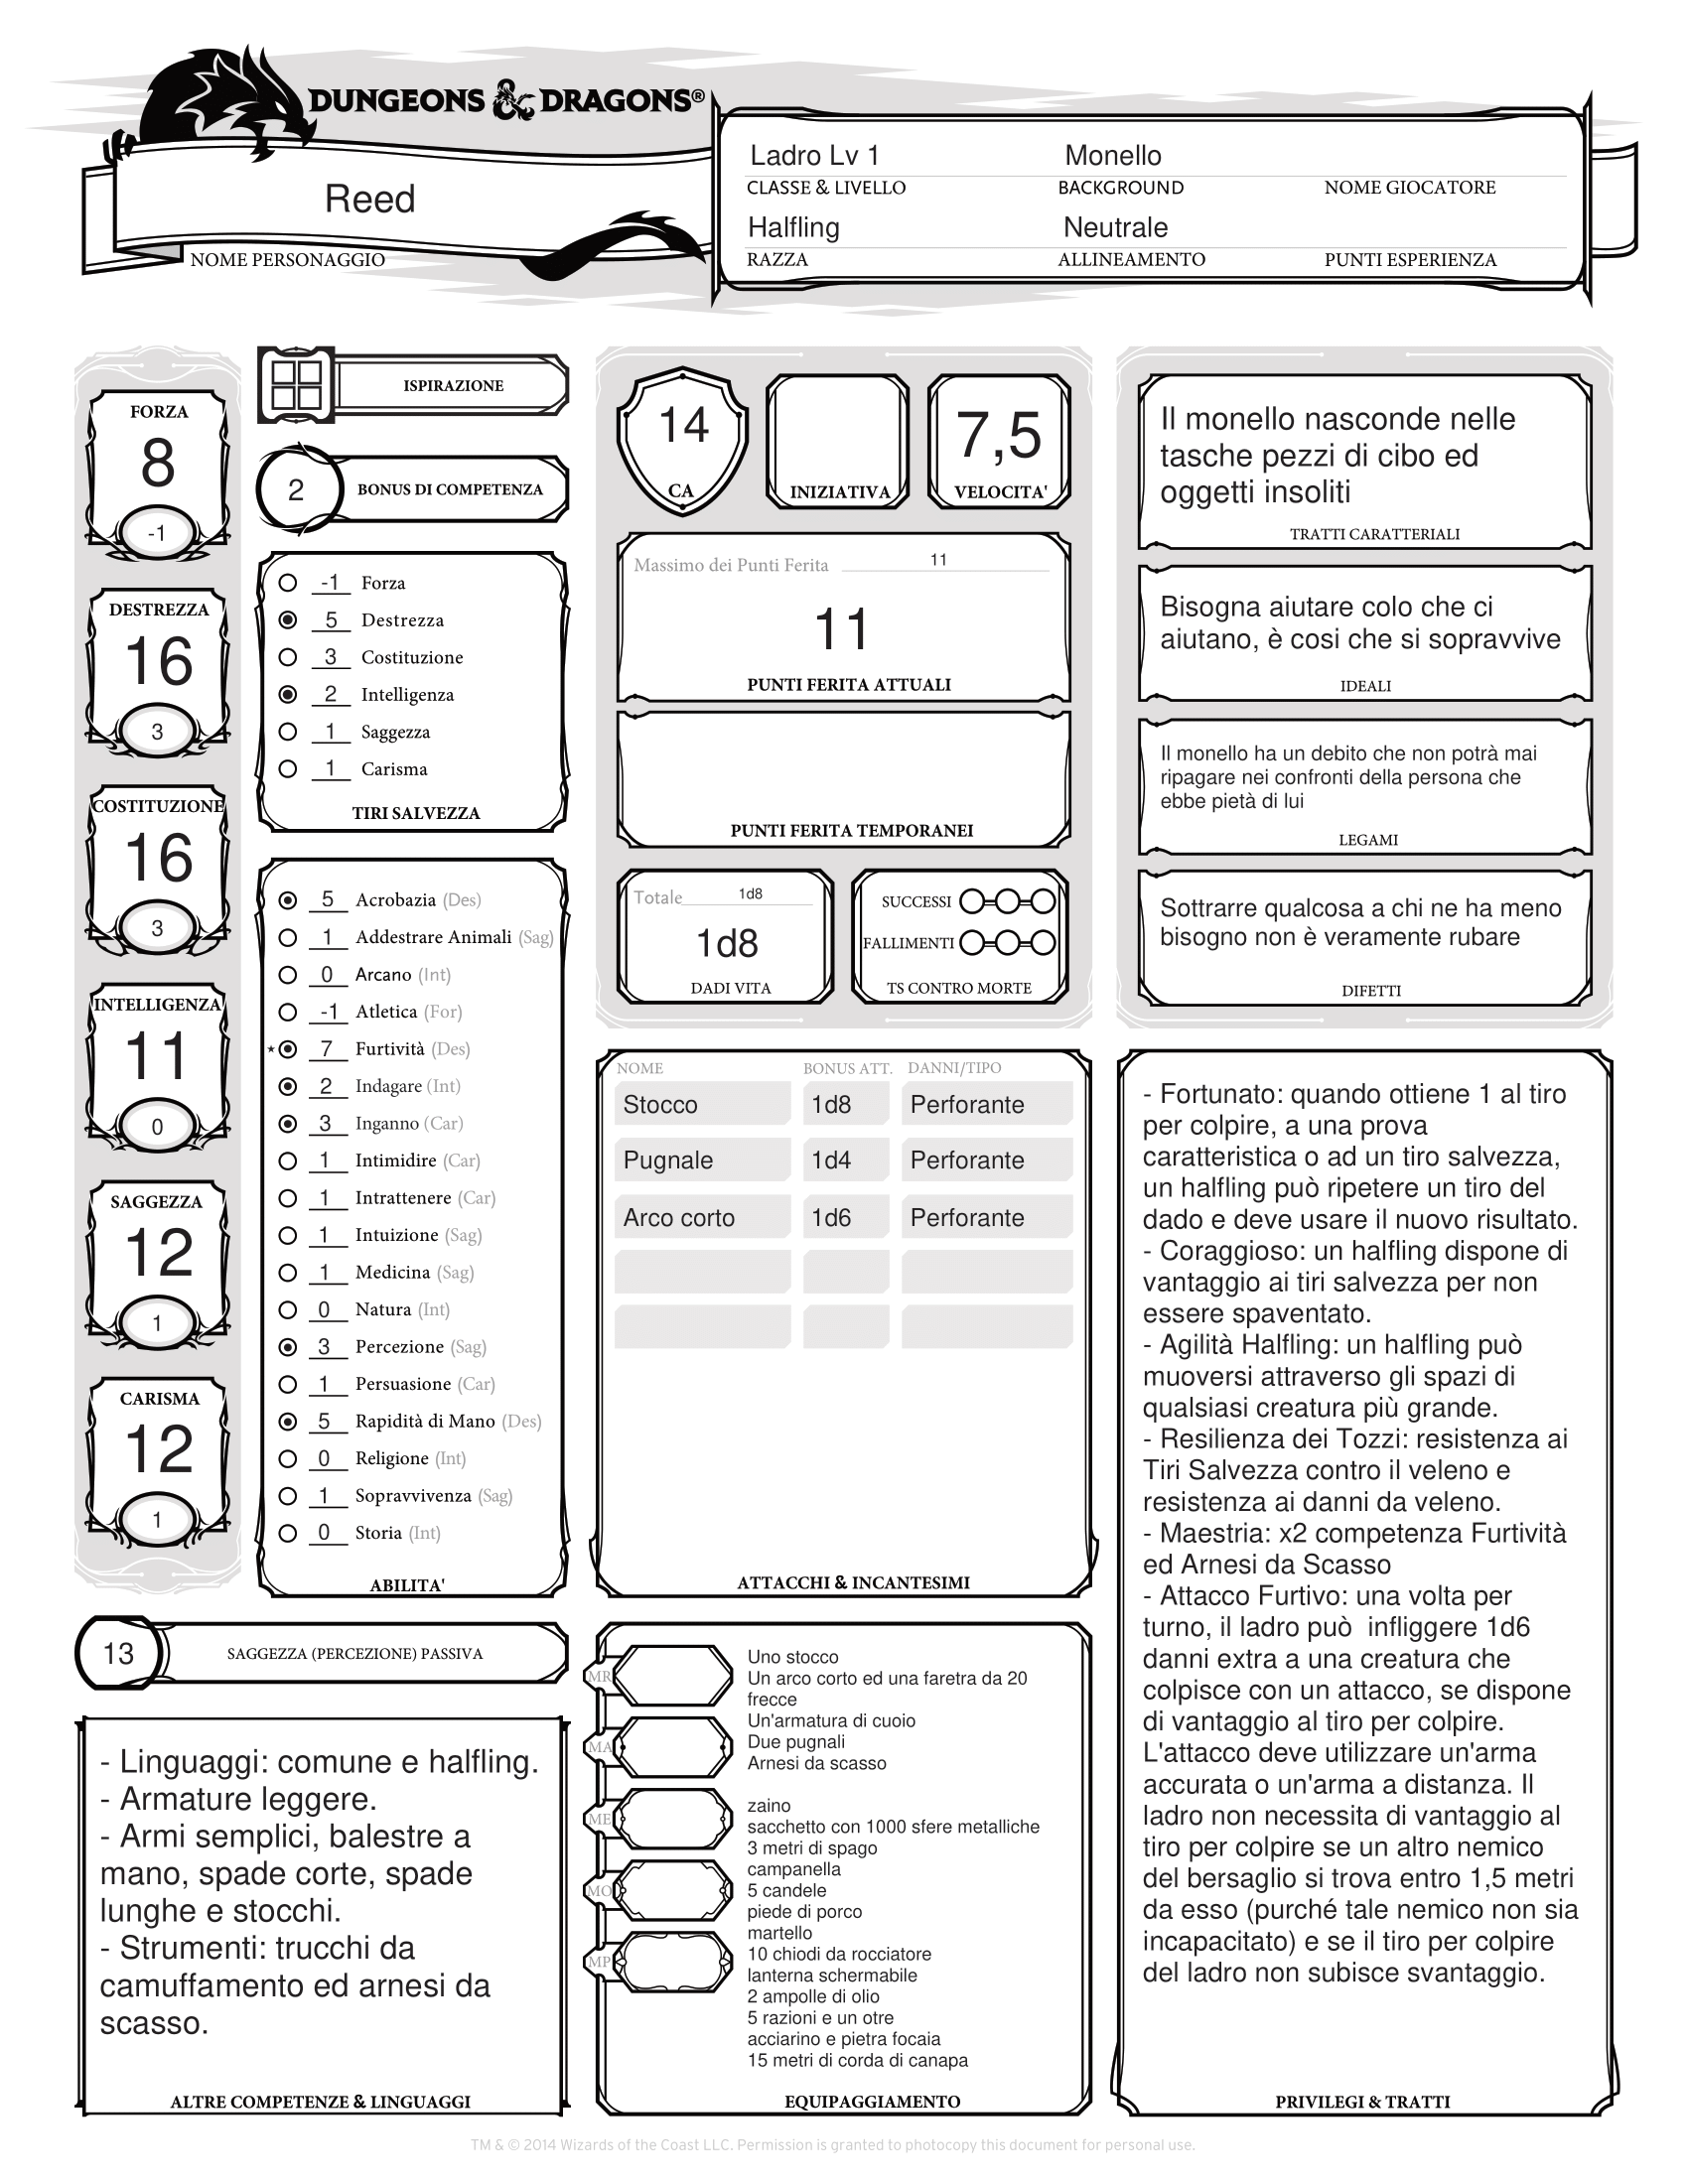 DUNGEONS & DRAGONS®
Reed
NOME PERSONAGGIO
Ladro Lv 1 Monello
CLASSE & LIVELLO BACKGROUND NOME GIOCATORE
Halfling Neutrale
RAZZA ALLINEAMENTO PUNTI ESPERIENZA
FORZA
8
-1
DESTREZZA
16
3
COSTITUZIONE
16
3
INTELLIGENZA
11
0
SAGGEZZA
12
1
CARISMA
12
1
ISPIRAZIONE
2 BONUS DI COMPETENZA
-1 Forza
5 Destrezza
3 Costituzione
2 Intelligenza
1 Saggezza
1 Carisma
TIRI SALVEZZA
5 Acrobazia (Des)
1 Addestrare Animali (Sag)
0 Arcano (Int)
-1 Atletica (For)
7 Furtività (Des)
2 Indagare (Int)
3 Inganno (Car)
1 Intimidire (Car)
1 Intrattenere (Car)
1 Intuizione (Sag)
1 Medicina (Sag)
0 Natura (Int)
3 Percezione (Sag)
1 Persuasione (Car)
5 Rapidità di Mano (Des)
0 Religione (Int)
1 Sopravvivenza (Sag)
0 Storia (Int)
ABILITA'
13 SAGGEZZA (PERCEZIONE) PASSIVA
- Linguaggi: comune e halfling.
- Armature leggere.
- Armi semplici, balestre a
mano, spade corte, spade
lunghe e stocchi.
- Strumenti: trucchi da
camuffamento ed arnesi da
scasso.
ALTRE COMPETENZE & LINGUAGGI
14
CA
INIZIATIVA
7,5
VELOCITA'
Massimo dei Punti Ferita 11
11
PUNTI FERITA ATTUALI
PUNTI FERITA TEMPORANEI
Totale 1d8
1d8
DADI VITA
SUCCESSI
FALLIMENTI
TS CONTRO MORTE
NOME BONUS ATT. DANNI/TIPO
Stocco 1d8 Perforante
Pugnale 1d4 Perforante
Arco corto 1d6 Perforante
ATTACCHI & INCANTESIMI
MR
MA
ME
MO
MP
Uno stocco
Un arco corto ed una faretra da 20
frecce
Un'armatura di cuoio
Due pugnali
Arnesi da scasso
zaino
sacchetto con 1000 sfere metalliche
3 metri di spago
campanella
5 candele
piede di porco
martello
10 chiodi da rocciatore
lanterna schermabile
2 ampolle di olio
5 razioni e un otre
acciarino e pietra focaia
15 metri di corda di canapa
EQUIPAGGIAMENTO
Il monello nasconde nelle
tasche pezzi di cibo ed
oggetti insoliti
TRATTI CARATTERIALI
Bisogna aiutare colo che ci
aiutano, è cosi che si sopravvive
IDEALI
Il monello ha un debito che non potrà mai
ripagare nei confronti della persona che
ebbe pietà di lui
LEGAMI
Sottrarre qualcosa a chi ne ha meno
bisogno non è veramente rubare
DIFETTI
- Fortunato: quando ottiene 1 al tiro
per colpire, a una prova
caratteristica o ad un tiro salvezza,
un halfling può ripetere un tiro del
dado e deve usare il nuovo risultato.
- Coraggioso: un halfling dispone di
vantaggio ai tiri salvezza per non
essere spaventato.
- Agilità Halfling: un halfling può
muoversi attraverso gli spazi di
qualsiasi creatura più grande.
- Resilienza dei Tozzi: resistenza ai
Tiri Salvezza contro il veleno e
resistenza ai danni da veleno.
- Maestria: x2 competenza Furtività
ed Arnesi da Scasso
- Attacco Furtivo: una volta per
turno, il ladro può infliggere 1d6
danni extra a una creatura che
colpisce con un attacco, se dispone
di vantaggio al tiro per colpire.
L'attacco deve utilizzare un'arma
accurata o un'arma a distanza. Il
ladro non necessita di vantaggio al
tiro per colpire se un altro nemico
del bersaglio si trova entro 1,5 metri
da esso (purché tale nemico non sia
incapacitato) e se il tiro per colpire
del ladro non subisce svantaggio.
PRIVILEGI & TRATTI
TM & © 2014 Wizards of the Coast LLC. Permission is granted to photocopy this document for personal use.